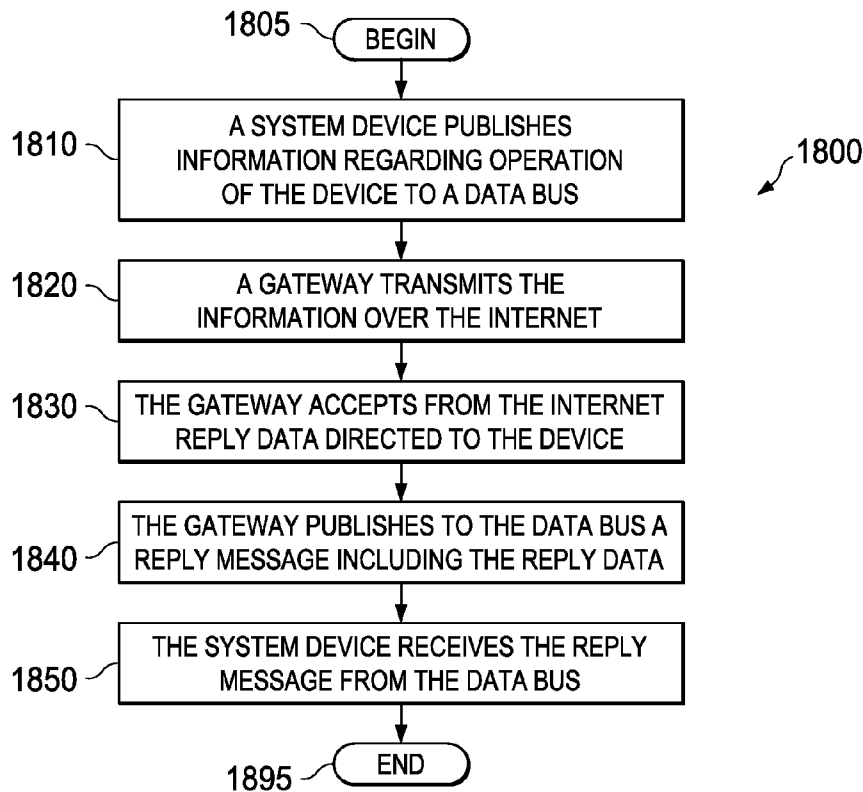 1805
BEGIN
1810
A SYSTEM DEVICE PUBLISHES
INFORMATION REGARDING OPERATION
OF THE DEVICE TO A DATA BUS
1800
1820
A GATEWAY TRANSMITS THE
INFORMATION OVER THE INTERNET
1830
THE GATEWAY ACCEPTS FROM THE INTERNET
REPLY DATA DIRECTED TO THE DEVICE
1840
THE GATEWAY PUBLISHES TO THE DATA BUS A
REPLY MESSAGE INCLUDING THE REPLY DATA
1850
THE SYSTEM DEVICE RECEIVES THE REPLY
MESSAGE FROM THE DATA BUS
1895
END